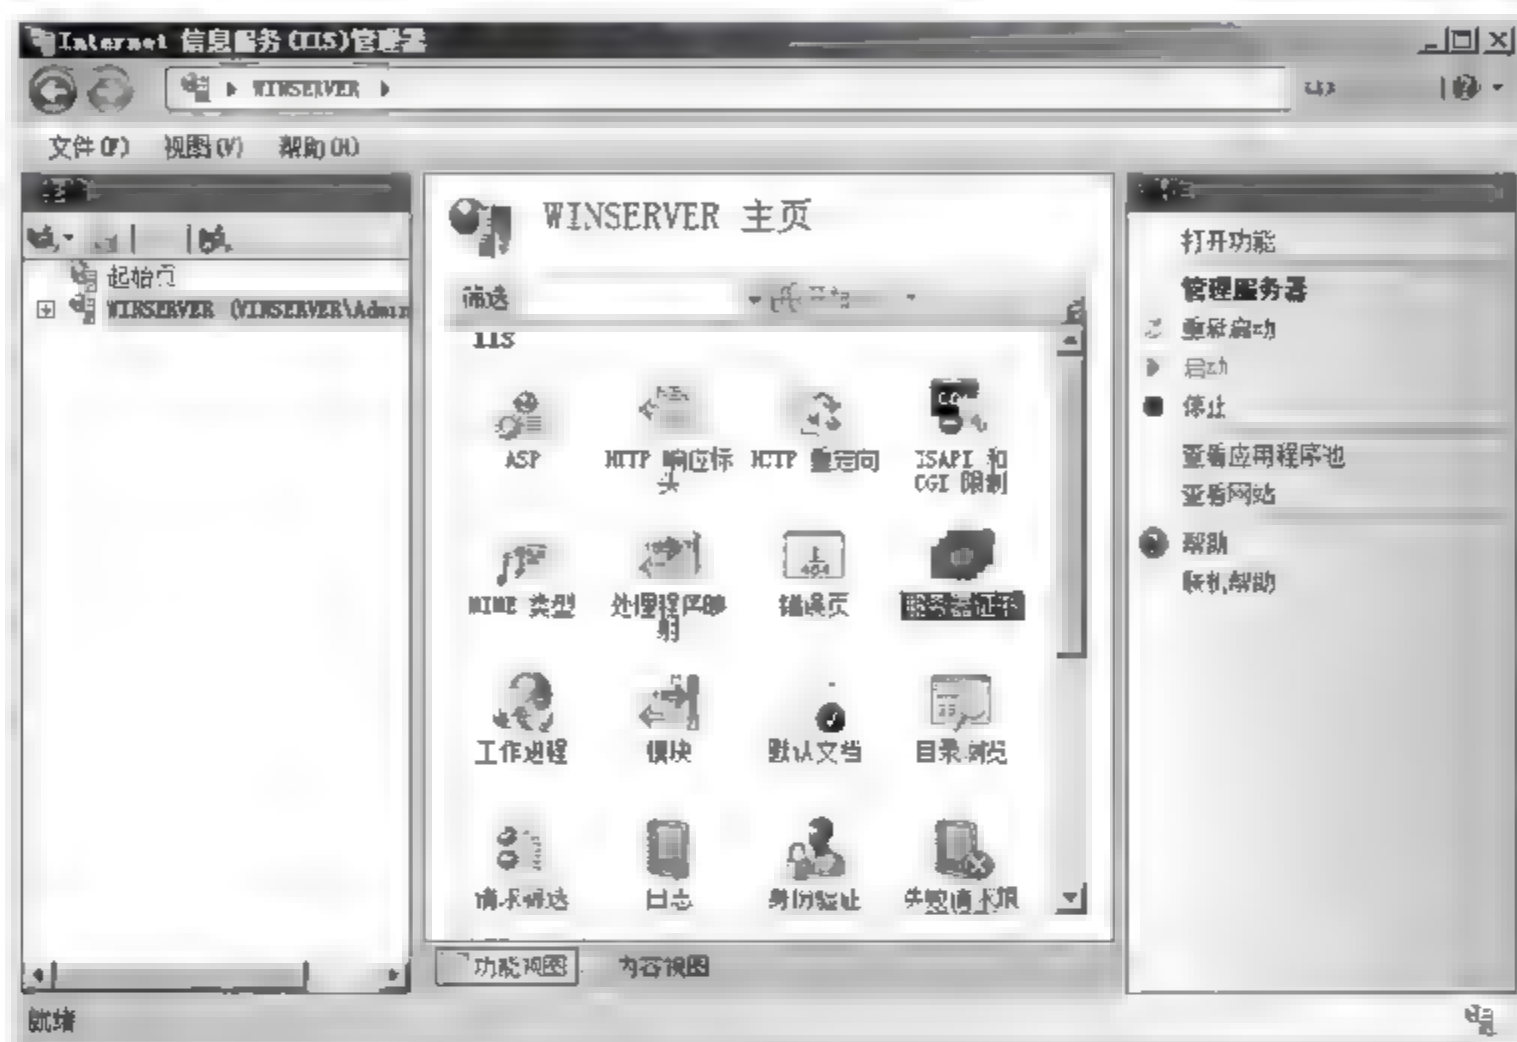 Internet 信息服务(IIS)管理器
WINSERVER
文件(F) 视图(V) 帮助(H)
起始页
WINSERVER (WINSERVER\Admin
WINSERVER 主页
筛选
IIS
ASP
HTTP 响应标
头
HTTP 重定向
ISAPI 和
CGI 限制
MIME 类型
处理程序映
射
错误页
404
服务器证书
工作进程
模块
默认文档
目录浏览
请求筛选
日志
身份验证
失败请求跟
功能视图
内容视图
打开功能
管理服务器
重新启动
启动
停止
查看应用程序池
查看网站
帮助
联机帮助
就绪